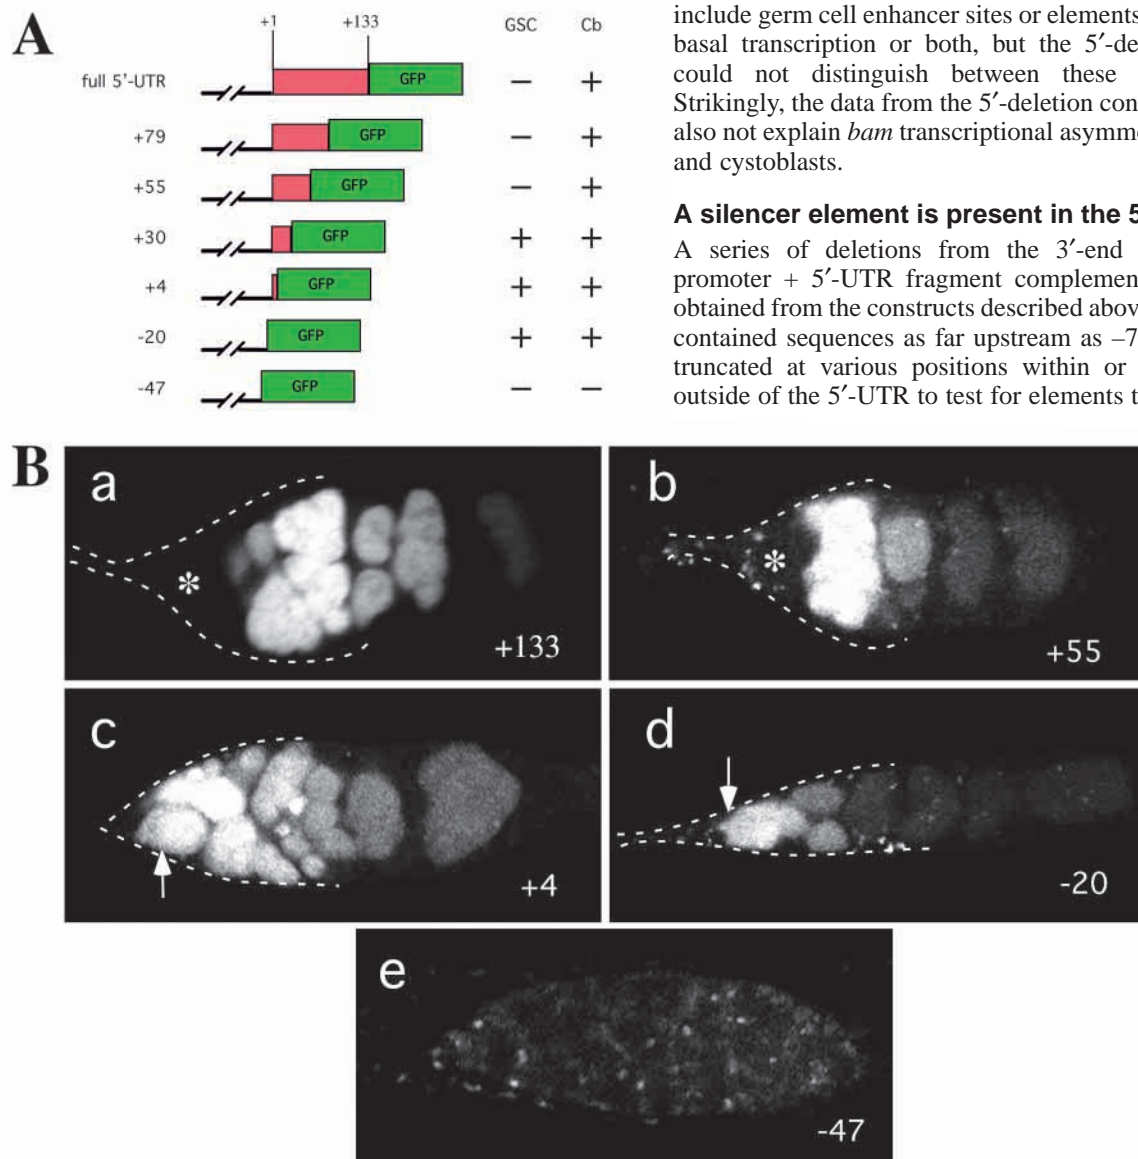 A
+1 +133 GSC Cb
full 5′-UTR GFP − +
+79 GFP − +
+55 GFP − +
+30 GFP + +
+4 GFP + +
-20 GFP + +
-47 GFP − −
include germ cell enhancer sites or elements
basal transcription or both, but the 5′-de
could not distinguish between these
Strikingly, the data from the 5′-deletion con
also not explain bam transcriptional asymme
and cystoblasts.
A silencer element is present in the 5
A series of deletions from the 3′-end
promoter + 5′-UTR fragment complement
obtained from the constructs described above
contained sequences as far upstream as –7
truncated at various positions within or
outside of the 5′-UTR to test for elements t
B
a
*
+133
b
*
+55
c
+4
d
-20
e
-47